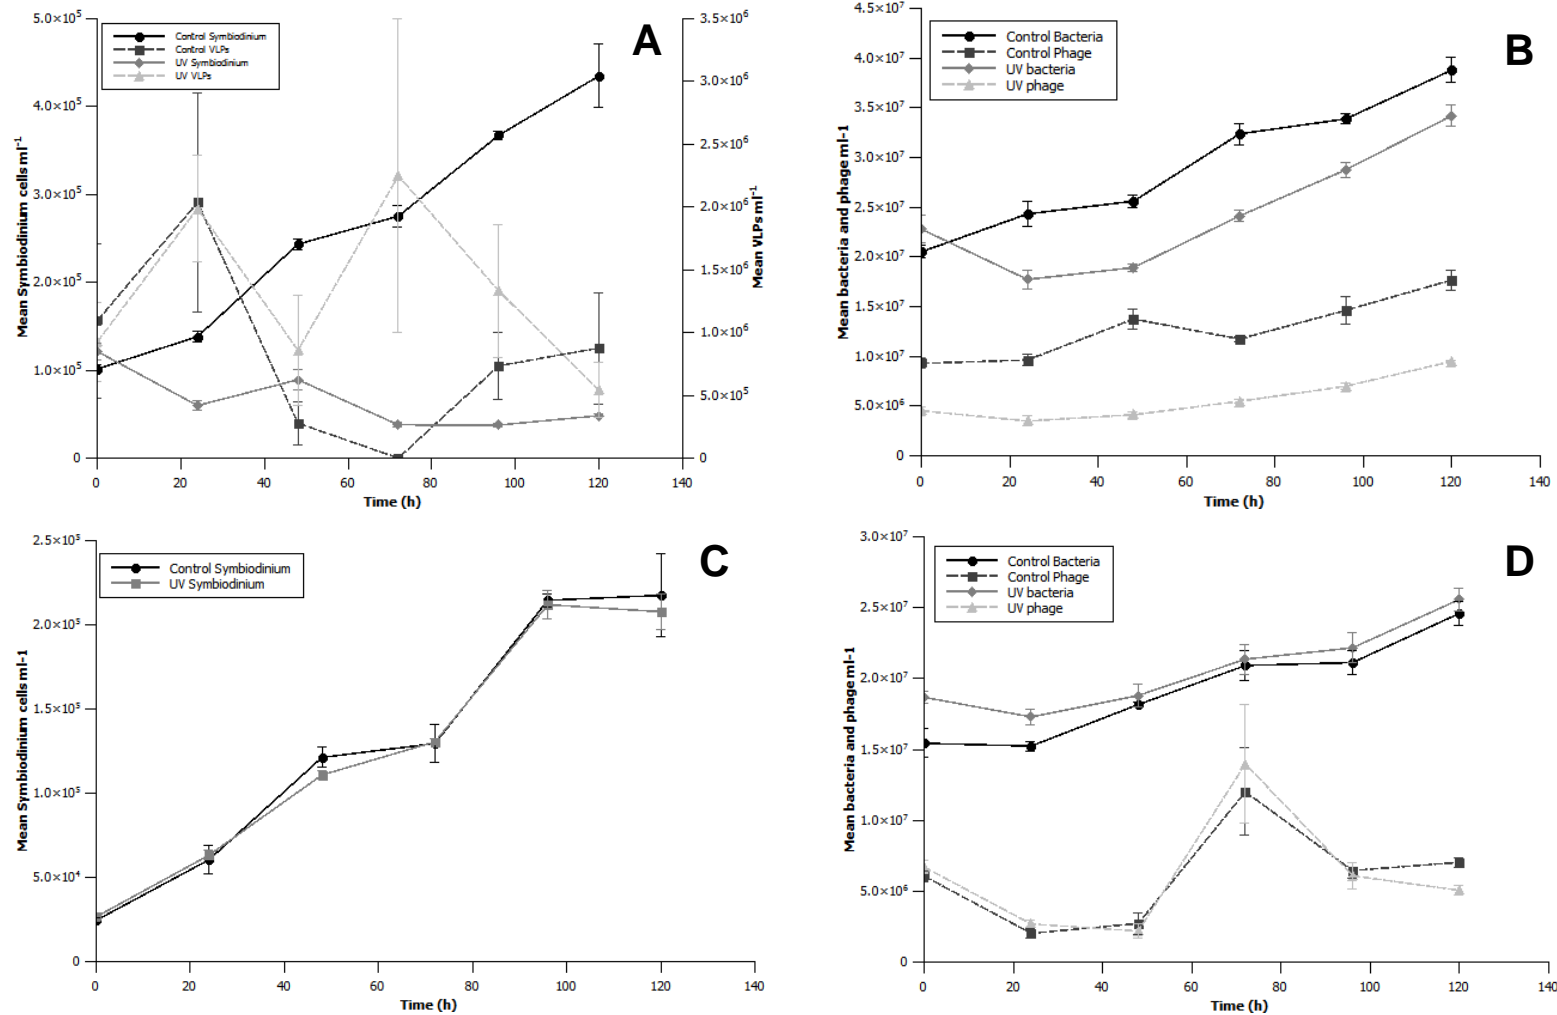 A
Control Symbiodinium
Control VLPs
UV Symbiodinium
UV VLPs
Mean Symbiodinium cells ml⁻¹
5.0×10⁵
4.0×10⁵
3.0×10⁵
2.0×10⁵
1.0×10⁵
0
Mean VLPs ml⁻¹
3.5×10⁶
3.0×10⁶
2.5×10⁶
2.0×10⁶
1.5×10⁶
1.0×10⁶
5.0×10⁵
0
0 20 40 60 80 100 120 140
Time (h)
B
Control Bacteria
Control Phage
UV bacteria
UV phage
Mean bacteria and phage ml-1
4.5×10⁷
4.0×10⁷
3.5×10⁷
3.0×10⁷
2.5×10⁷
2.0×10⁷
1.5×10⁷
1.0×10⁷
5.0×10⁶
0
0 20 40 60 80 100 120 140
Time (h)
C
Control Symbiodinium
UV Symbiodinium
Mean Symbiodinium cells ml-1
2.5×10⁵
2.0×10⁵
1.5×10⁵
1.0×10⁵
5.0×10⁴
0
0 20 40 60 80 100 120 140
Time (h)
D
Control Bacteria
Control Phage
UV bacteria
UV phage
Mean bacteria and phage ml-1
3.0×10⁷
2.5×10⁷
2.0×10⁷
1.5×10⁷
1.0×10⁷
5.0×10⁶
0
0 20 40 60 80 100 120 140
Time (h)